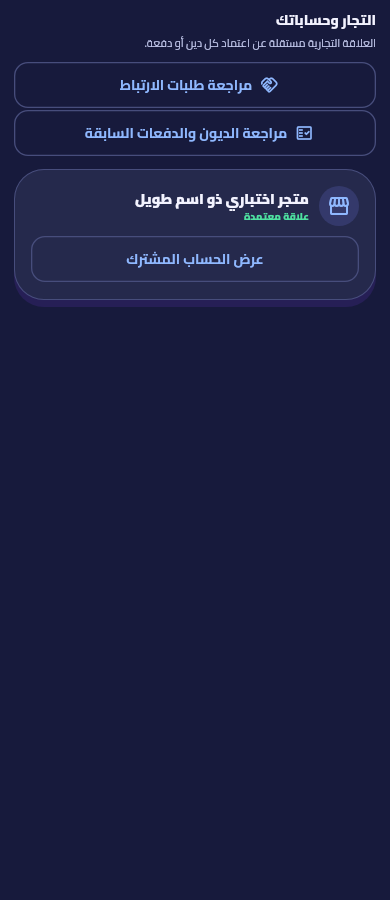 التجار وحساباتك
العلاقة التجارية مستقلة عن اعتماد كل دين أو دفعة.
مراجعة طلبات الارتباط
مراجعة الديون والدفعات السابقة
متجر اختباري ذو اسم طويل
علاقة معتمدة
عرض الحساب المشترك